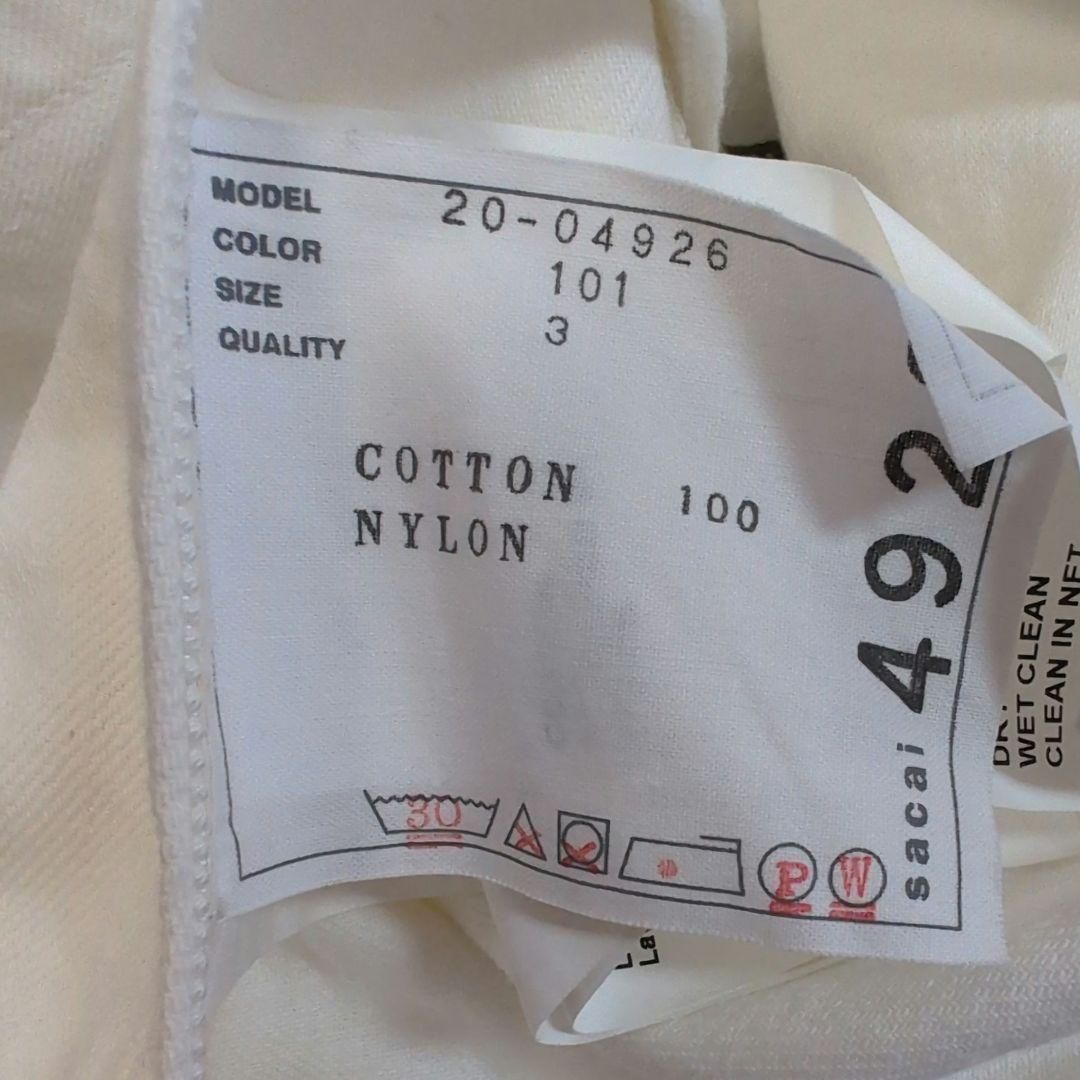 MODEL 20-04926
COLOR 101
SIZE 3
QUALITY
COTTON 100
NYLON
30
P W
sacai 492
WET CLEAN
CLEAN IN NET